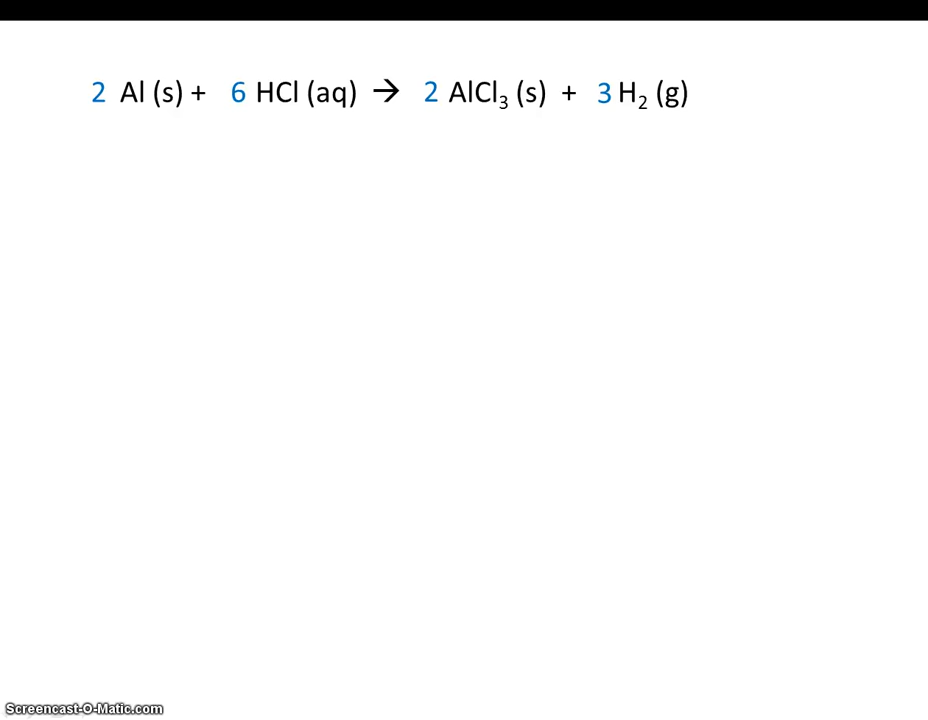 2 Al (s) + 6 HCl (aq) → 2 AlCl₃ (s) + 3 H₂ (g)
Screencast-O-Matic.com